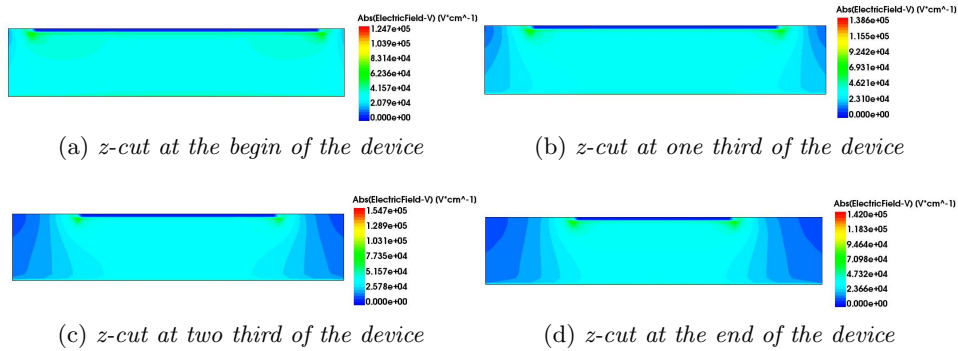 Abs(ElectricField-V) (V*cm^-1)
1.247e+05
1.039e+05
8.314e+04
6.236e+04
4.157e+04
2.079e+04
0.000e+00
(a) z-cut at the begin of the device
Abs(ElectricField-V) (V*cm^-1)
1.386e+05
1.155e+05
9.242e+04
6.931e+04
4.621e+04
2.310e+04
0.000e+00
(b) z-cut at one third of the device
Abs(ElectricField-V) (V*cm^-1)
1.547e+05
1.289e+05
1.031e+05
7.735e+04
5.157e+04
2.578e+04
0.000e+00
(c) z-cut at two third of the device
Abs(ElectricField-V) (V*cm^-1)
1.420e+05
1.183e+05
9.464e+04
7.098e+04
4.732e+04
2.366e+04
0.000e+00
(d) z-cut at the end of the device